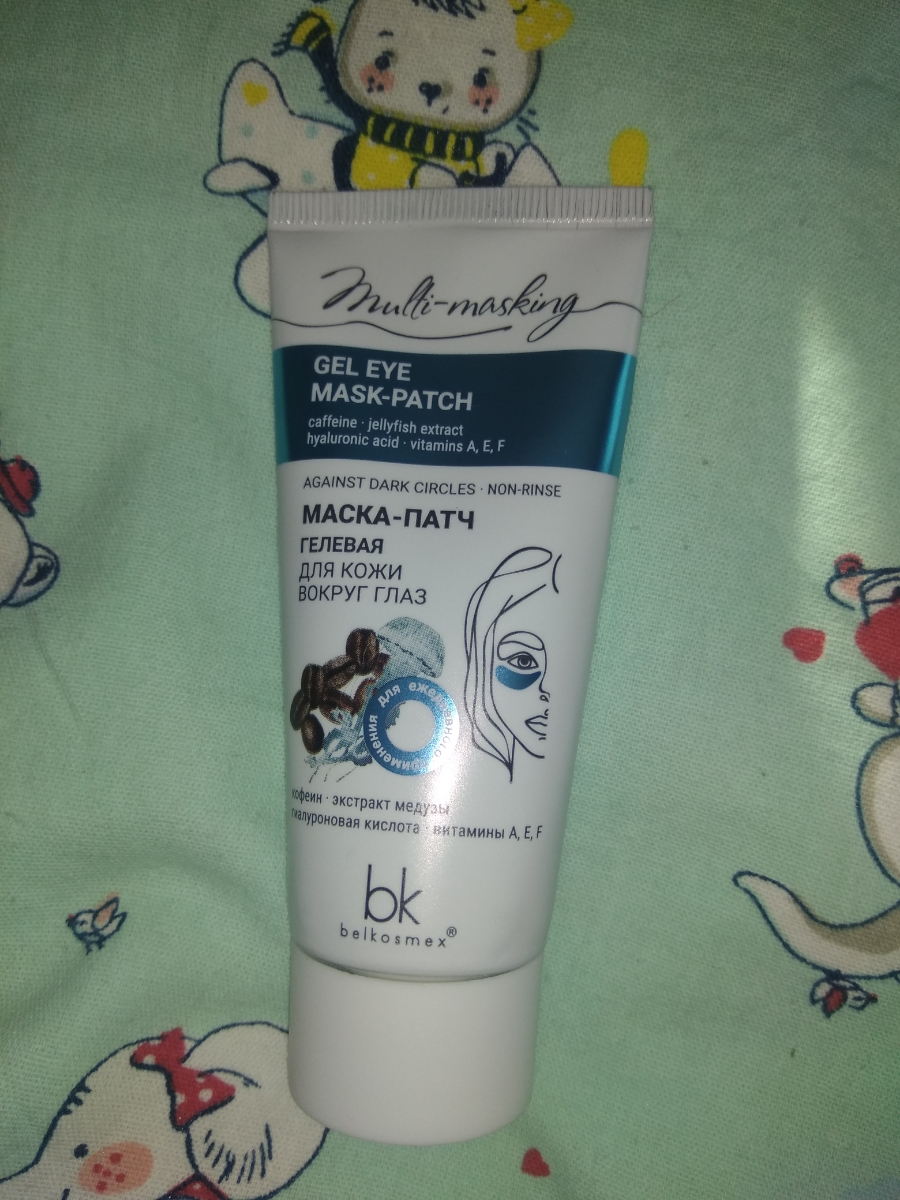 Multi-masking
GEL EYE
MASK-PATCH
caffeine · jellyfish extract
hyaluronic acid · vitamins A, E, F
AGAINST DARK CIRCLES · NON-RINSE
МАСКА-ПАТЧ
ГЕЛЕВАЯ
ДЛЯ КОЖИ
ВОКРУГ ГЛАЗ
для ежедневного применения
кофеин · экстракт медузы
гиалуроновая кислота · витамины A, E, F
bk
belkosmex®